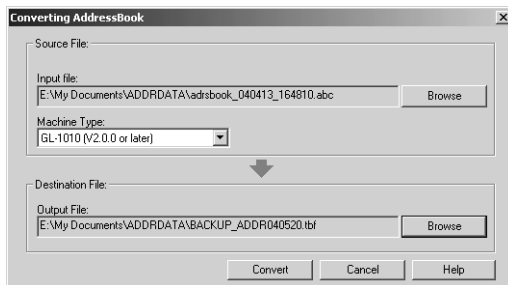 Converting AddressBook
Source File:
Input file:
E:\My Documents\ADDRDATA\adrsbook_040413_164810.abc
Browse
Machine Type:
GL-1010 (V2.0.0 or later)
Destination File:
Output File:
E:\My Documents\ADDRDATA\BACKUP_ADDR040520.tbf
Browse
Convert Cancel Help